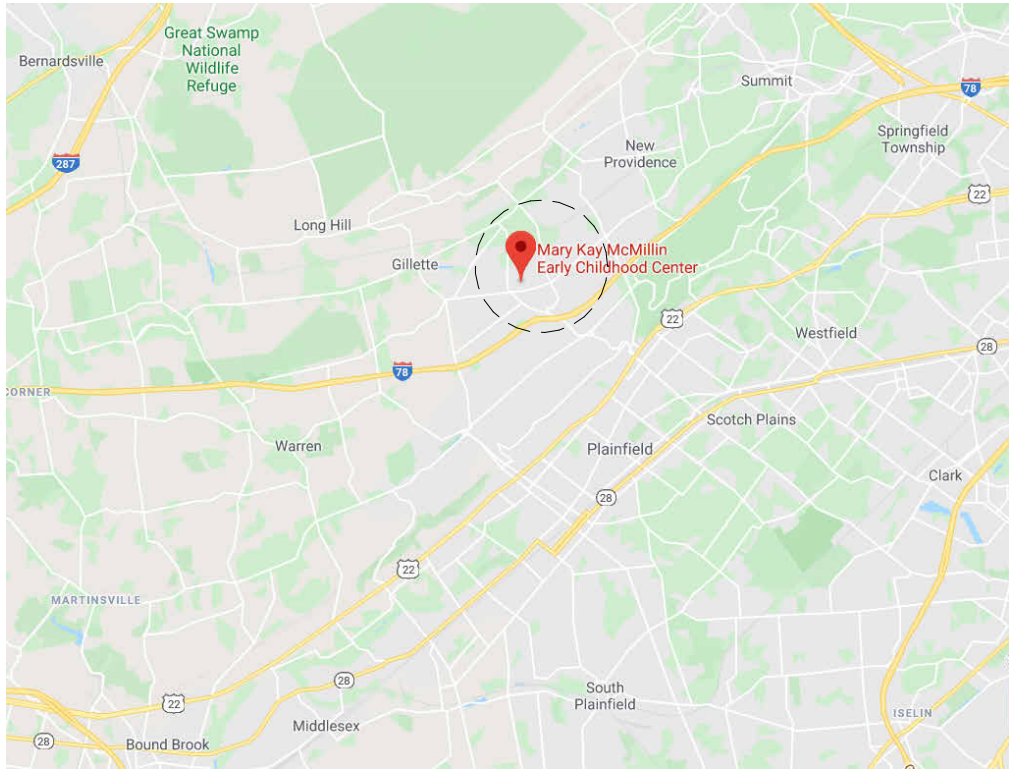 Great Swamp
National
Wildlife
Refuge
Bernardsville
Summit
78
287
New
Providence
Springfield
Township
22
Long Hill
Gillette
Mary Kay McMillin
Early Childhood Center
22
Westfield
28
78
CORNER
Scotch Plains
Warren
Plainfield
Clark
28
22
MARTINSVILLE
28
South
Plainfield
22
Middlesex
ISELIN
28
Bound Brook